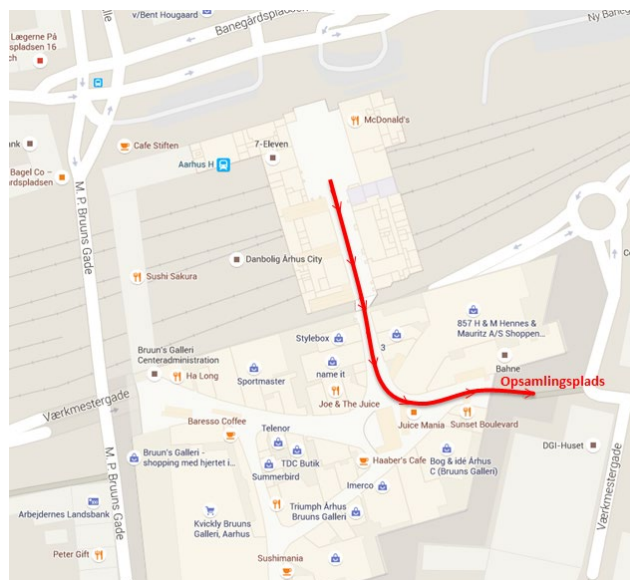 v/Bent Hougaard
Banegårdspladsen
Ny Baneg
Lægerne På
spladsen 16
ch
McDonald's
Cafe Stiften
7-Eleven
Aarhus H
Bagel Co –
rdspladsen
M. P. Bruuns Gade
Danbolig Århus City
Sushi Sakura
857 H & M Hennes &
Mauritz A/S Shoppen...
Stylebox
3
Bruun's Galleri
Centeradministration
Bahne
Ha Long
Sportmaster
name it
Opsamlingsplads
Joe & The Juice
Værkmestergade
Baresso Coffee
Juice Mania
Sunset Boulevard
Telenor
DGI-Huset
Bruun's Galleri -
shopping med hjertet i...
TDC Butik
Summerbird
Haaber's Cafe
Bog & idé Århus
C (Bruuns Galleri)
Imerco
M. P. Bruuns Gade
Værkmestergade
Arbejdernes Landsbank
Triumph Århus
Bruuns Galleri
Kvickly Bruuns
Galleri, Aarhus
Peter Gift
Sushimania